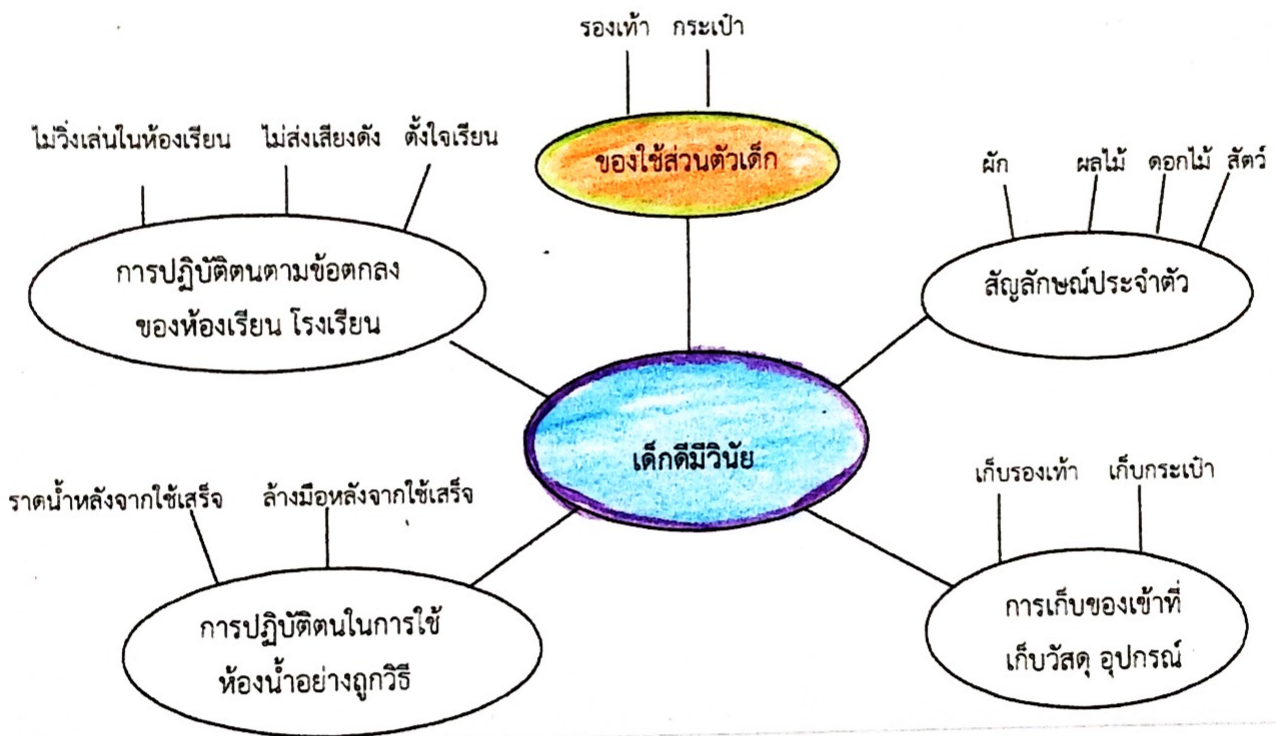 รองเท้า กระเป๋า
ของใช้ส่วนตัวเด็ก
ไม่วิ่งเล่นในห้องเรียน ไม่ส่งเสียงดัง ตั้งใจเรียน
การปฏิบัติตนตามข้อตกลง
ของห้องเรียน โรงเรียน
ผัก ผลไม้ ดอกไม้ สัตว์
สัญลักษณ์ประจำตัว
เด็กดีมีวินัย
ราดน้ำหลังจากใช้เสร็จ ล้างมือหลังจากใช้เสร็จ
การปฏิบัติตนในการใช้
ห้องน้ำอย่างถูกวิธี
เก็บรองเท้า เก็บกระเป๋า
การเก็บของเข้าที่
เก็บวัสดุ อุปกรณ์